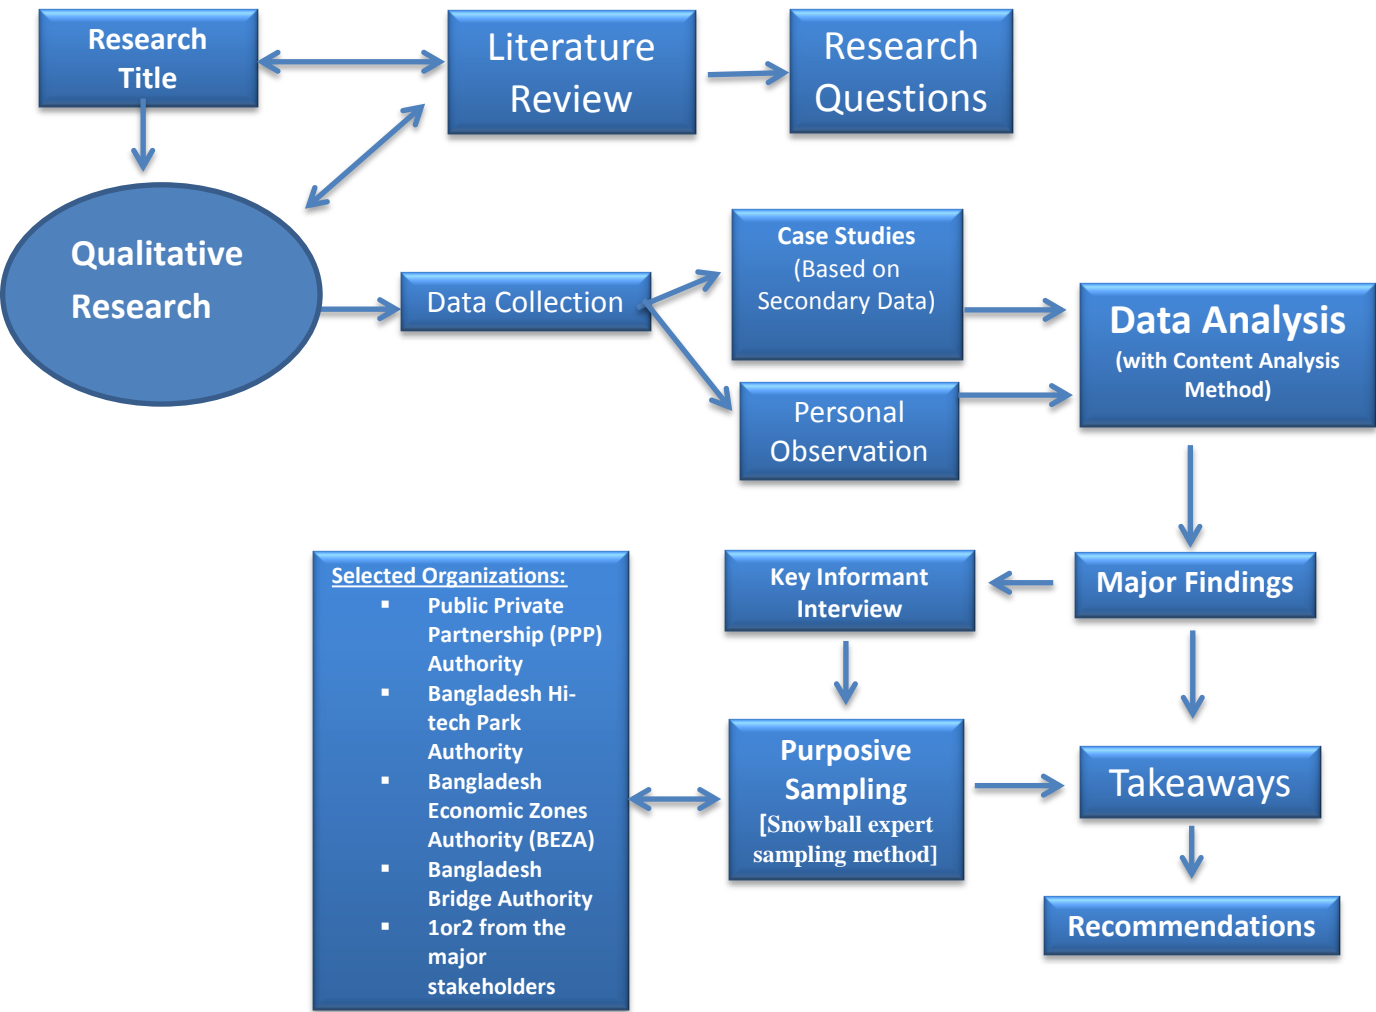 Research
Title
Literature
Review
Research
Questions
Qualitative
Research
Data Collection
Case Studies
(Based on
Secondary Data)
Personal
Observation
Data Analysis
(with Content Analysis
Method)
Selected Organizations:
▪ Public Private
Partnership (PPP)
Authority
▪ Bangladesh Hi-
tech Park
Authority
▪ Bangladesh
Economic Zones
Authority (BEZA)
▪ Bangladesh
Bridge Authority
▪ 1or2 from the
major
stakeholders
Key Informant
Interview
Major Findings
Purposive
Sampling
[Snowball expert
sampling method]
Takeaways
Recommendations